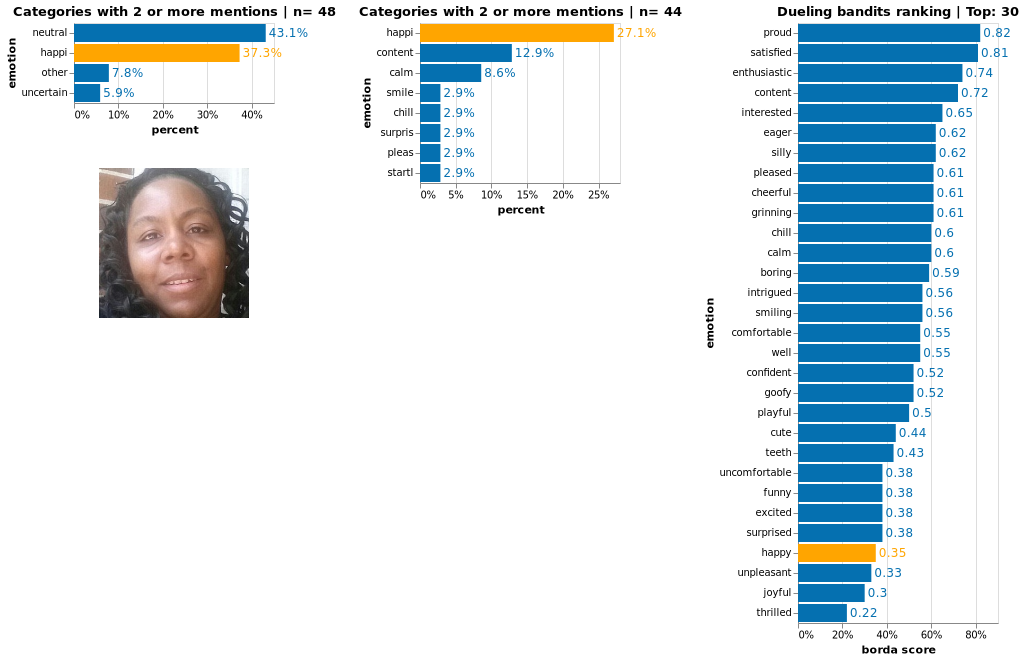 Categories with 2 or more mentions | n= 48
neutral 43.1%
happi 37.3%
other 7.8%
uncertain 5.9%
emotion
0% 10% 20% 30% 40%
percent
Categories with 2 or more mentions | n= 44
happi 27.1%
content 12.9%
calm 8.6%
smile 2.9%
chill 2.9%
surpris 2.9%
pleas 2.9%
startl 2.9%
emotion
0% 5% 10% 15% 20% 25%
percent
Dueling bandits ranking | Top: 30
proud 0.82
satisfied 0.81
enthusiastic 0.74
content 0.72
interested 0.65
eager 0.62
silly 0.62
pleased 0.61
cheerful 0.61
grinning 0.61
chill 0.6
calm 0.6
boring 0.59
intrigued 0.56
smiling 0.56
comfortable 0.55
well 0.55
confident 0.52
goofy 0.52
playful 0.5
cute 0.44
teeth 0.43
uncomfortable 0.38
funny 0.38
excited 0.38
surprised 0.38
happy 0.35
unpleasant 0.33
joyful 0.3
thrilled 0.22
emotion
0% 20% 40% 60% 80%
borda score